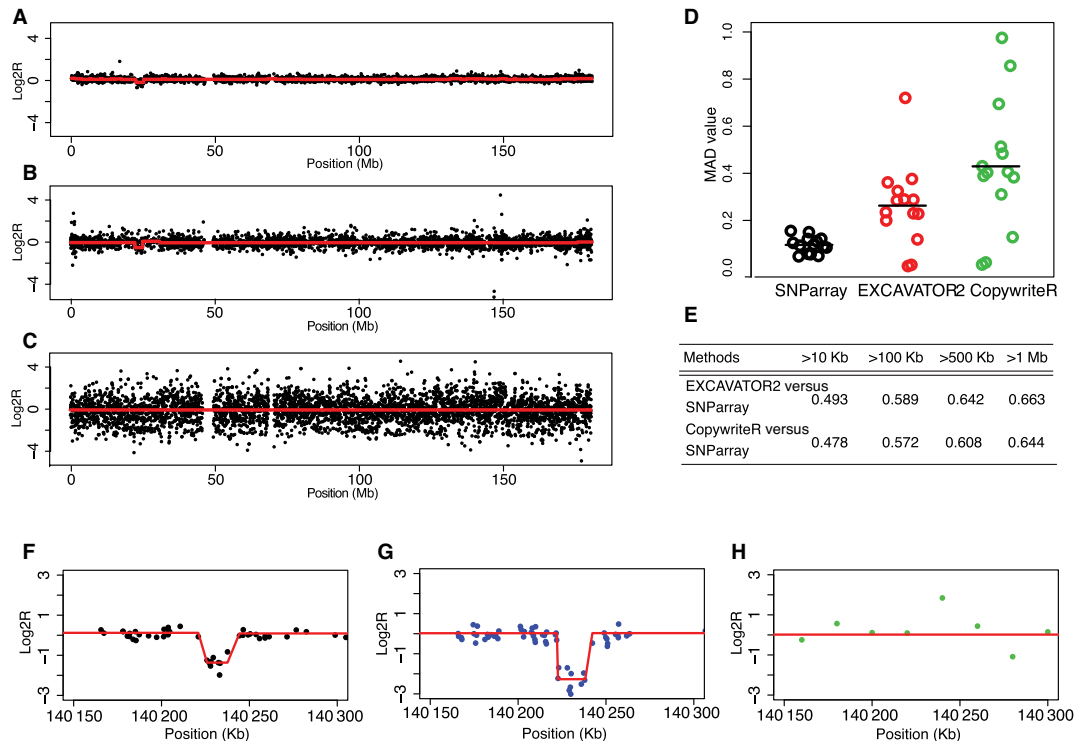 A
Log2R
4
0
−4
0
50
100
150
Position (Mb)
B
Log2R
4
0
−4
0
50
100
150
Position (Mb)
C
Log2R
4
0
−4
0
50
100
150
Position (Mb)
D
MAD value
1.0
0.8
0.6
0.4
0.2
0.0
SNParray EXCAVATOR2 CopywriteR
E
Methods >10 Kb >100 Kb >500 Kb >1 Mb
EXCAVATOR2 versus
SNParray 0.493 0.589 0.642 0.663
CopywriteR versus
SNParray 0.478 0.572 0.608 0.644
F
Log2R
3
1
−1
−3
140 150 140 200 140 250 140 300
Position (Kb)
G
Log2R
3
1
−1
−3
140 150 140 200 140 250 140 300
Position (Kb)
H
Log2R
3
1
−1
−3
140 150 140 200 140 250 140 300
Position (Kb)